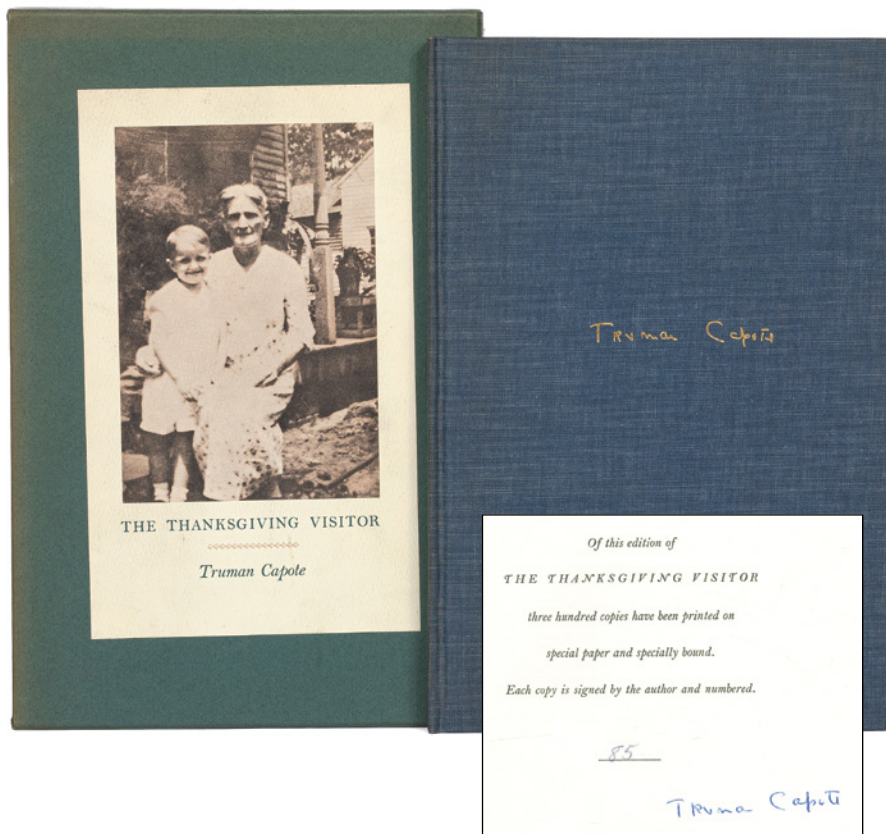 THE THANKSGIVING VISITOR
Truman Capote
Truman Capote
Of this edition of
THE THANKSGIVING VISITOR
three hundred copies have been printed on
special paper and specially bound.
Each copy is signed by the author and numbered.
85
Truman Capote